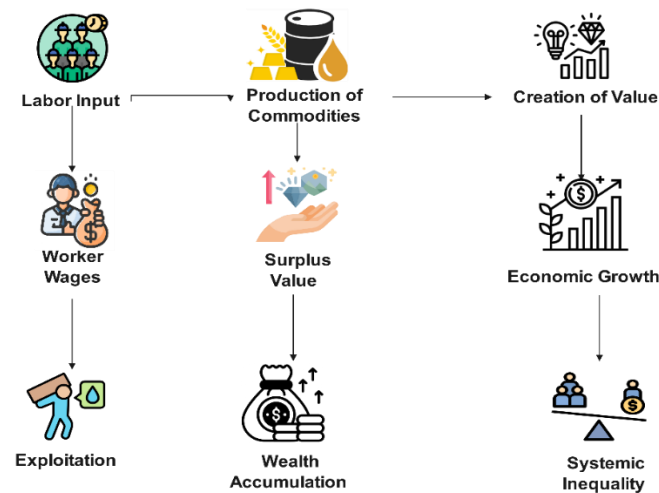 Labor Input
Production of
Commodities
Creation of Value
Worker
Wages
Surplus
Value
Economic Growth
Exploitation
Wealth
Accumulation
Systemic
Inequality